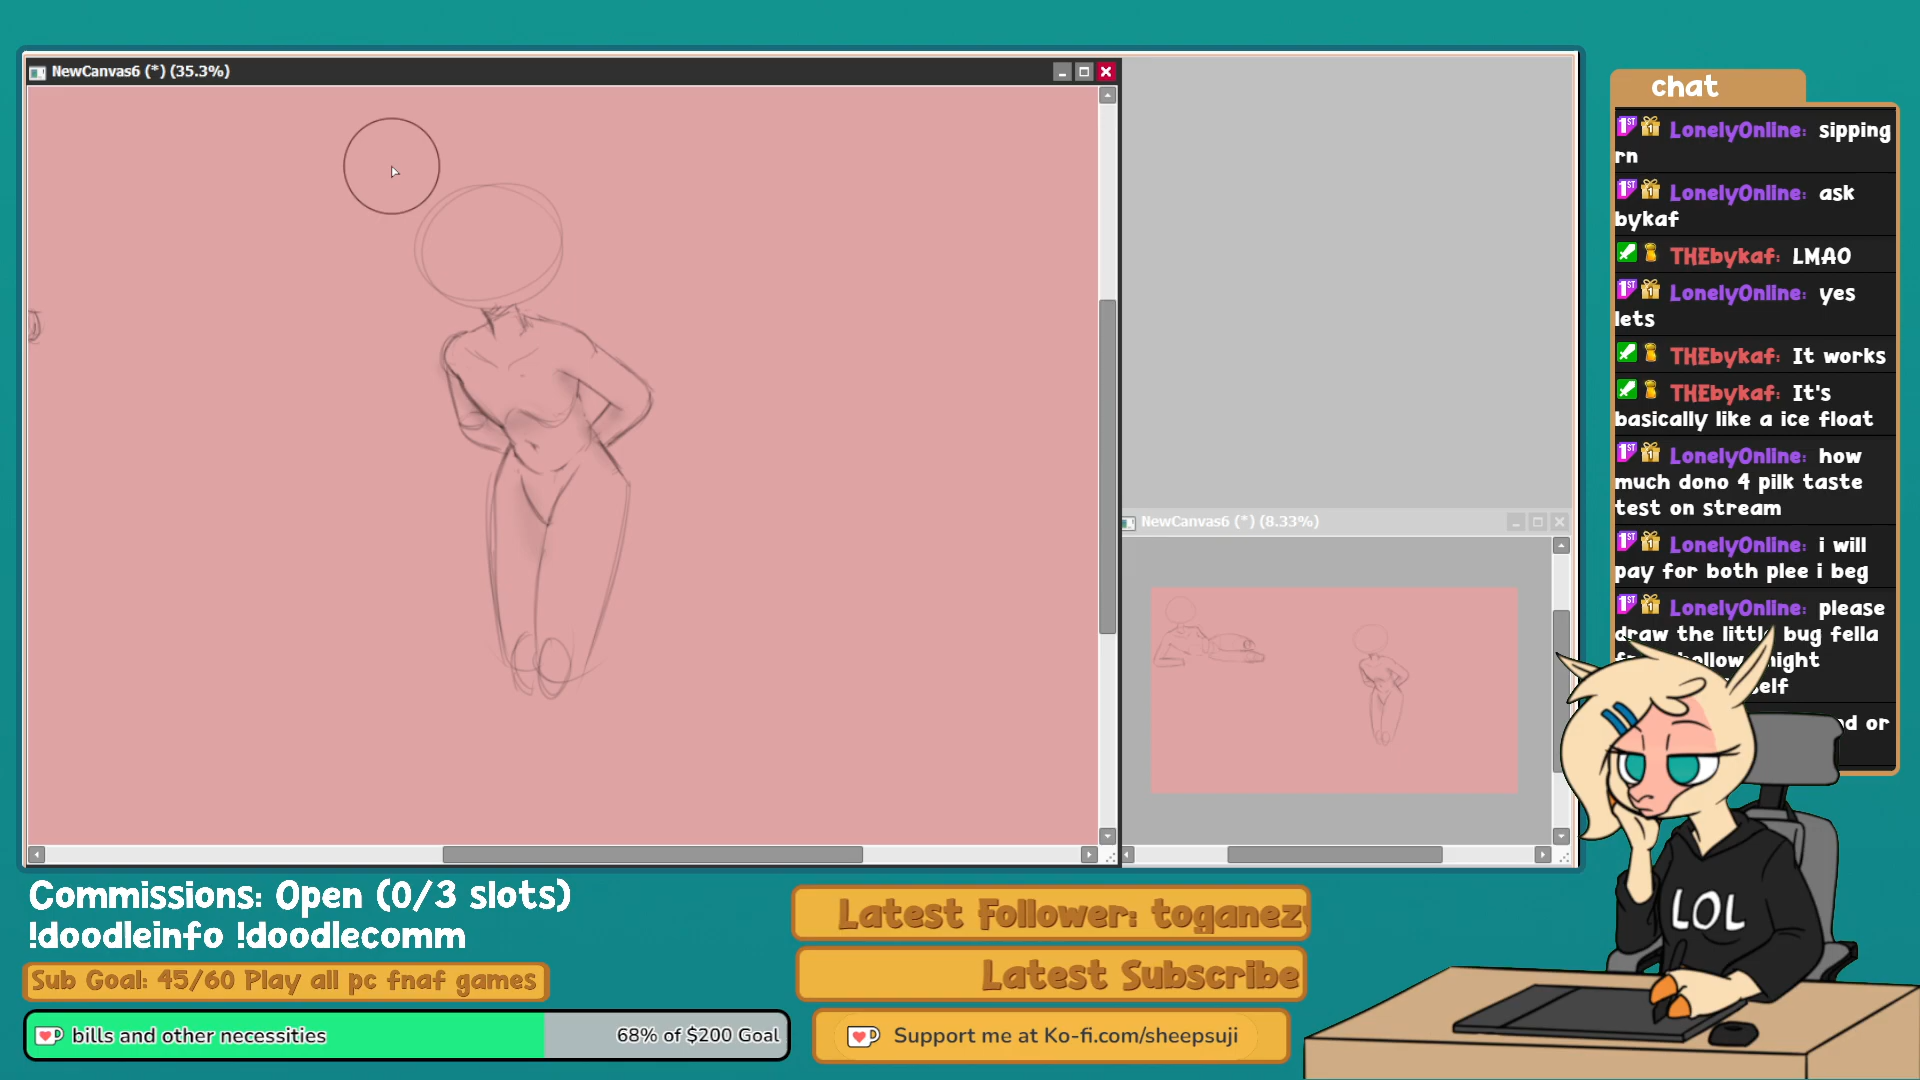 NewCanvas6 (*) (35.3%)
chat
LonelyOnline: sipping
rn
LonelyOnline: ask
bykaf
THEbykaf: LMAO
LonelyOnline: yes
lets
THEbykaf: It works
THEbykaf: It's
basically like a ice float
LonelyOnline: how
much dono 4 pilk taste
test on stream
LonelyOnline: i will
pay for both plee i beg
LonelyOnline: please
draw the little bug fella
night
or
NewCanvas6 (*) (8.33%)
LOL
Commissions: Open (0/3 slots)
!doodleinfo !doodlecomm
Sub Goal: 45/60 Play all pc fnaf games
bills and other necessities 68% of $200 Goal
Latest Follower: toganez
Latest Subscribe
Support me at Ko-fi.com/sheepsuji